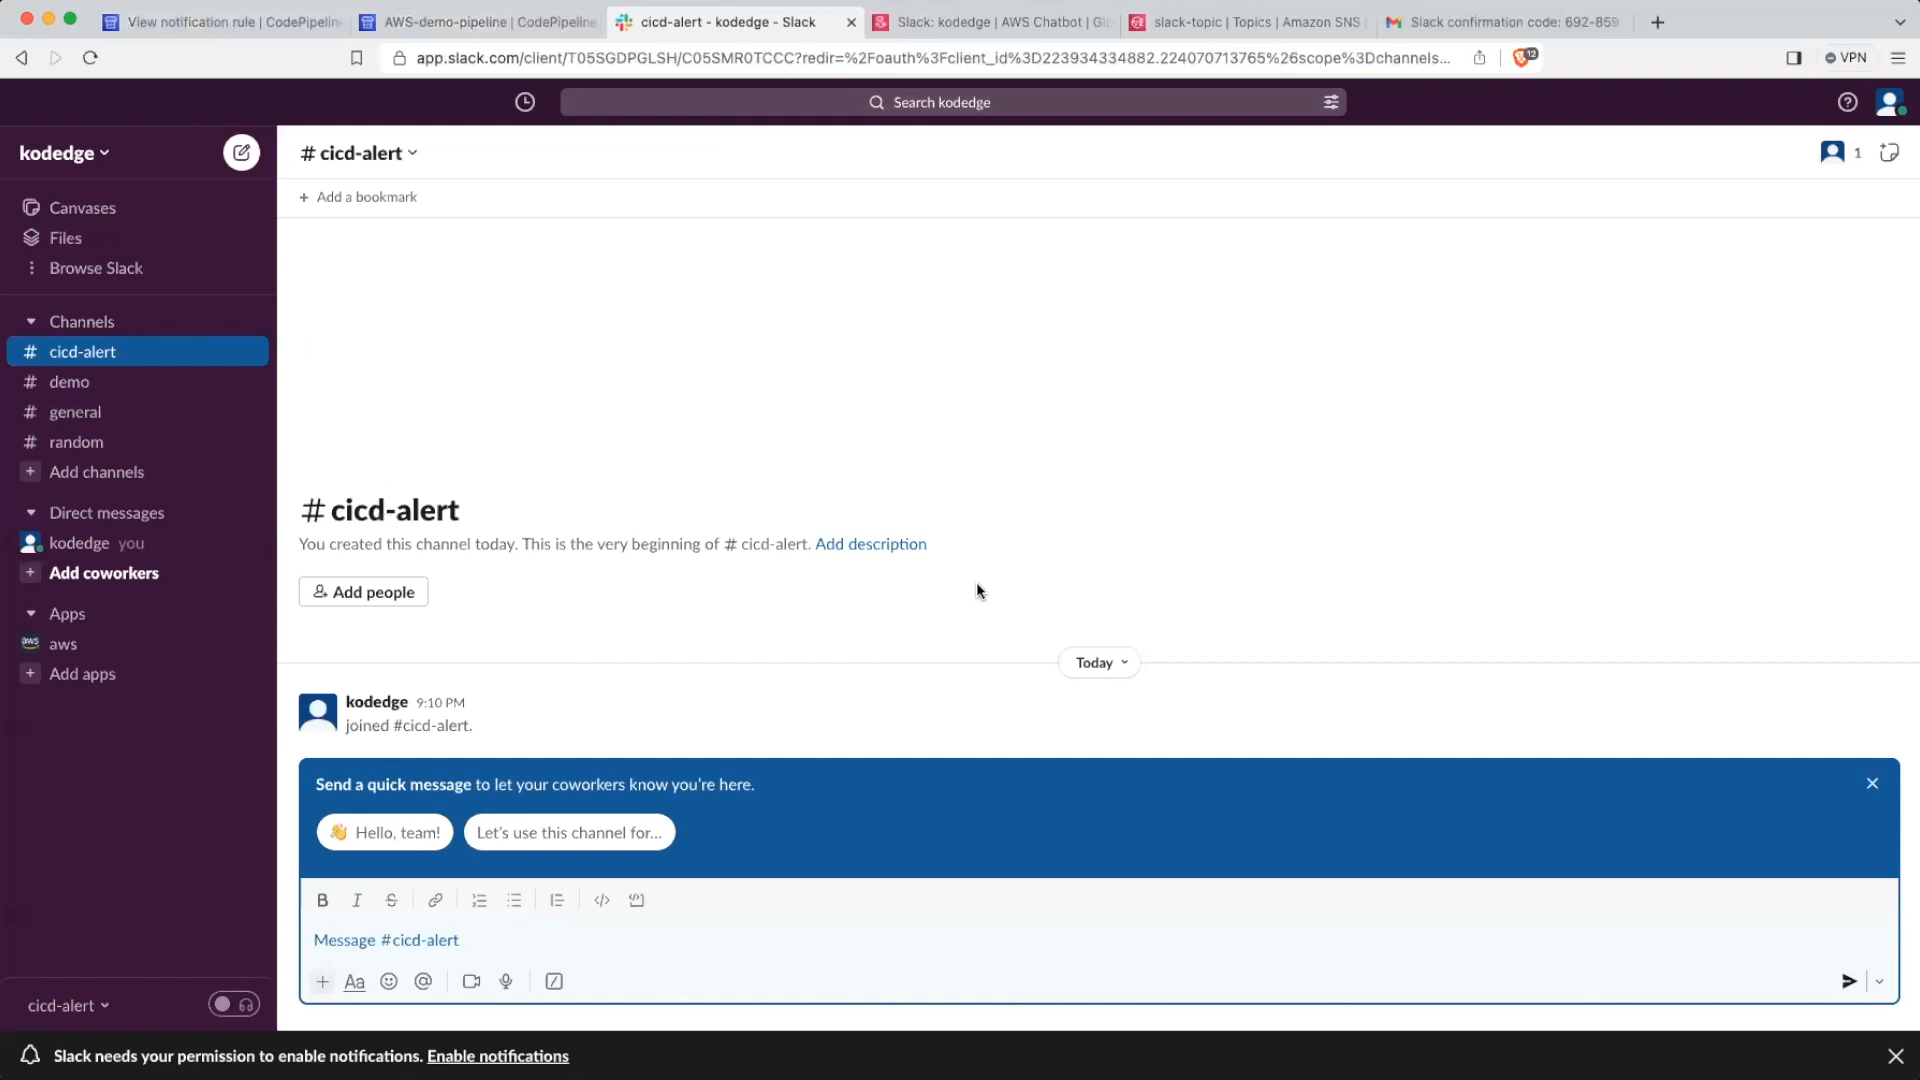 View notification rule | CodePipelin
AWS-demo-pipeline | CodePipeline
cicd-alert - kodedge - Slack
Slack: kodedge | AWS Chatbot | Gl
slack-topic | Topics | Amazon SNS
Slack confirmation code: 692-859
app.slack.com/client/T05SGDPGLSH/C05SMR0TCCC?redir=%2Foauth%3Fclient_id%3D223934334882.224070713765%26scope%3Dchannels...
12
VPN
Search kodedge
kodedge
# cicd-alert
1
+ Add a bookmark
Canvases
Files
Browse Slack
Channels
# cicd-alert
# demo
# general
# random
+ Add channels
Direct messages
kodedge you
+ Add coworkers
Apps
aws aws
+ Add apps
# cicd-alert
You created this channel today. This is the very beginning of # cicd-alert. Add description
Add people
Today
kodedge 9:10 PM
joined #cicd-alert.
Send a quick message to let your coworkers know you're here.
👋 Hello, team!
Let's use this channel for...
B I S
Message #cicd-alert
+ Aa @
cicd-alert
Slack needs your permission to enable notifications. Enable notifications